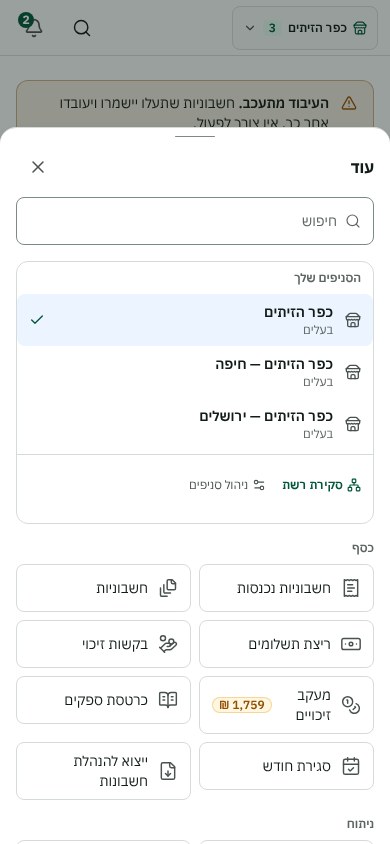 כפר הזיתים 3
2
העיבוד מתעכב. חשבוניות שתעלו יישמרו ויעובדו
אחר כך. אין צורך לפעול.
עוד
חיפוש
הסניפים שלך
כפר הזיתים
בעלים
כפר הזיתים – חיפה
בעלים
כפר הזיתים – ירושלים
בעלים
סקירת רשת
ניהול סניפים
כסף
חשבוניות נכנסות
חשבוניות
ריצת תשלומים
בקשות זיכוי
מעקב
זיכויים
1,759 ₪
כרטסת ספקים
סגירת חודש
ייצוא להנהלת
חשבונות
ניתוח